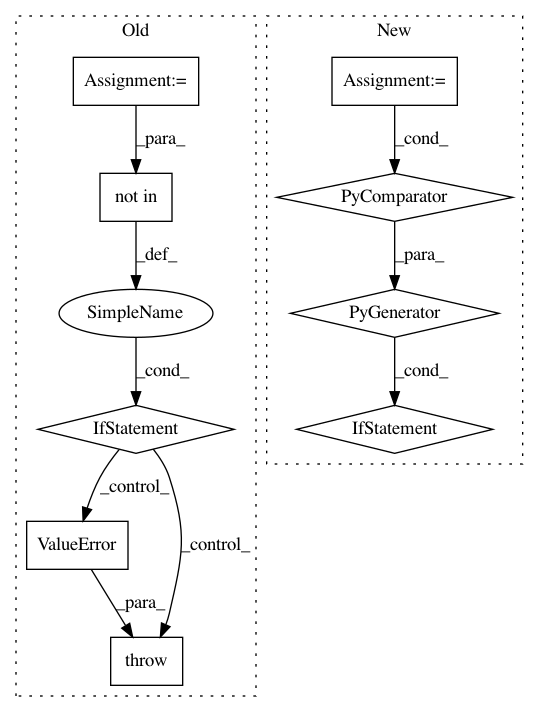 Old
New
Assignment:=
Assignment:=
_para_
_cond_
not in
PyComparator
_def_
_para_
SimpleName
PyGenerator
_cond_
_cond_
IfStatement
IfStatement
_control_
ValueError
_control_
_para_
throw